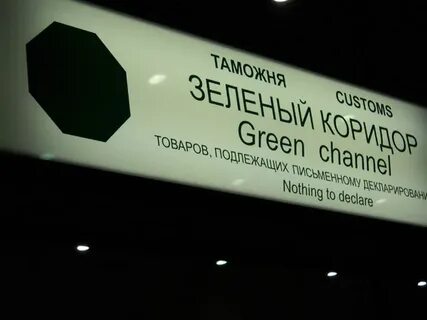 ТАМОЖНЯ CUSTOMS
ЗЕЛЕНЫЙ КОРИДОР
Green channel
ТОВАРОВ, ПОДЛЕЖАЩИХ ПИСЬМЕННОМУ ДЕКЛАРИРОВАНИ
Nothing to declare